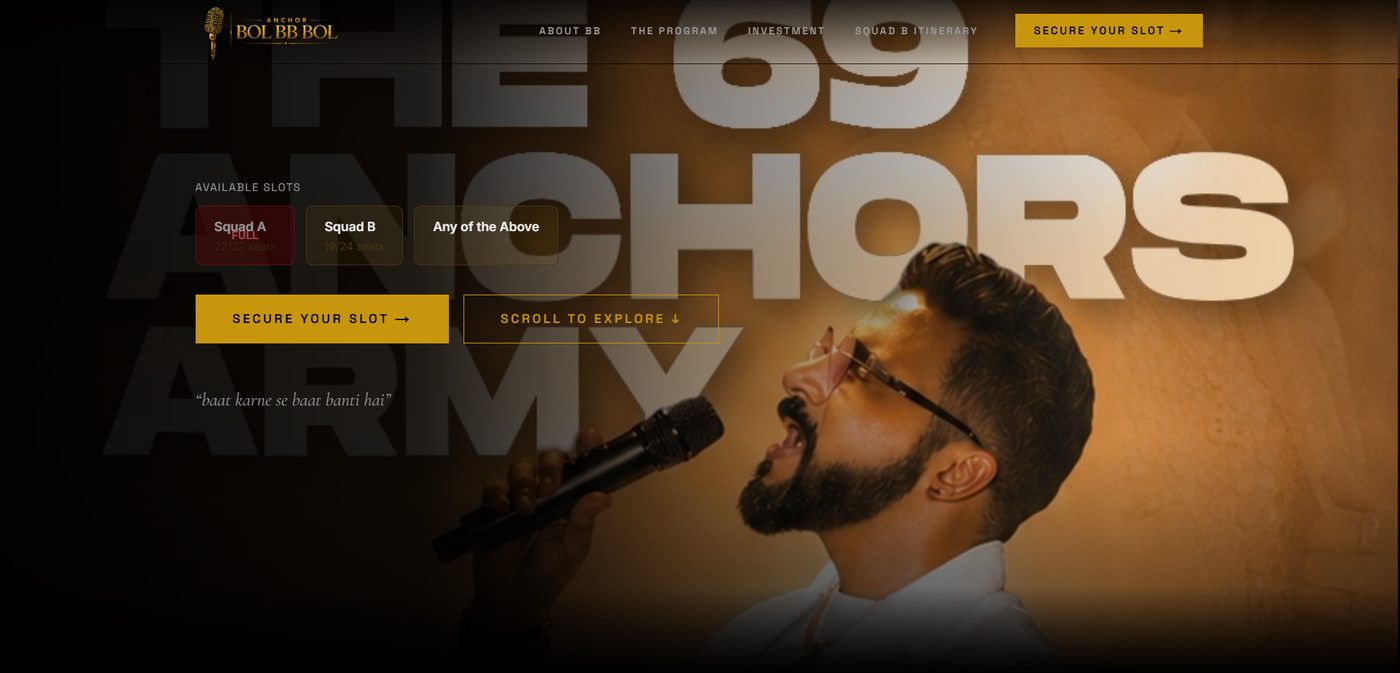 ANCHOR
BOL BB BOL
ABOUT BB
THE PROGRAM
INVESTMENT
SQUAD B ITINERARY
SECURE YOUR SLOT →
THE 69
ANCHORS
ARMY
AVAILABLE SLOTS
Squad A
FULL
22/22 seats
Squad B
19/24 seats
Any of the Above
SECURE YOUR SLOT →
SCROLL TO EXPLORE ↓
“baat karne se baat banti hai”